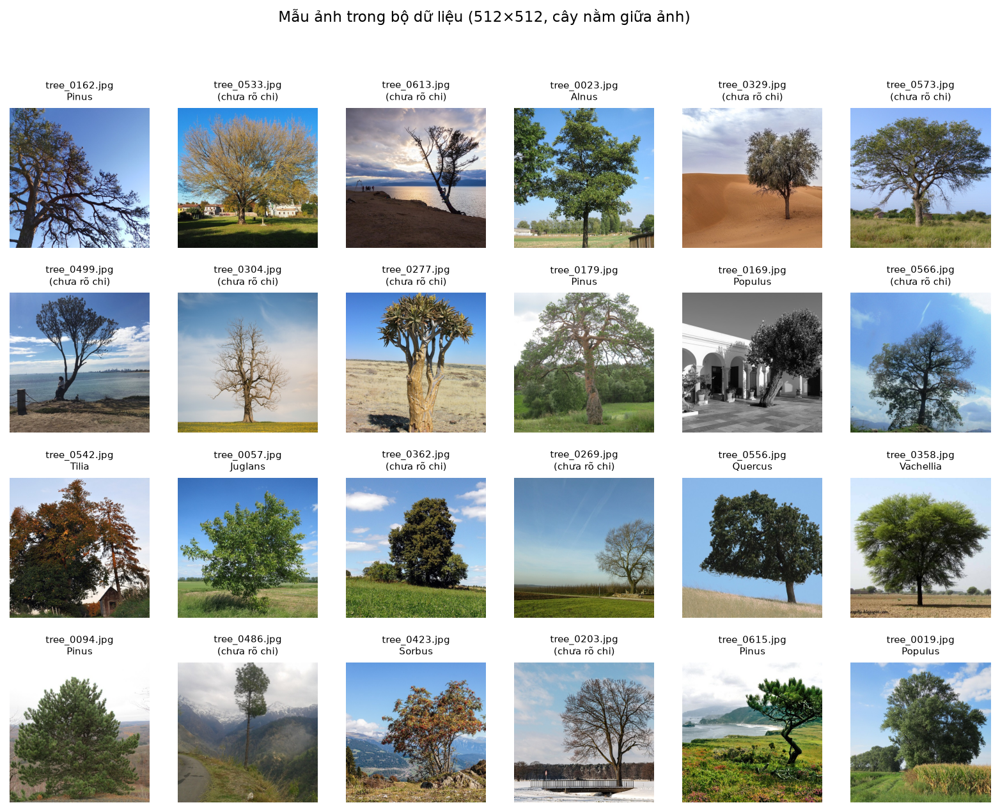 Mẫu ảnh trong bộ dữ liệu (512×512, cây nằm giữa ảnh)
tree_0162.jpg
Pinus
tree_0533.jpg
(chưa rõ chi)
tree_0613.jpg
(chưa rõ chi)
tree_0023.jpg
Alnus
tree_0329.jpg
(chưa rõ chi)
tree_0573.jpg
(chưa rõ chi)
tree_0499.jpg
(chưa rõ chi)
tree_0304.jpg
(chưa rõ chi)
tree_0277.jpg
(chưa rõ chi)
tree_0179.jpg
Pinus
tree_0169.jpg
Populus
tree_0566.jpg
(chưa rõ chi)
tree_0542.jpg
Tilia
tree_0057.jpg
Juglans
tree_0362.jpg
(chưa rõ chi)
tree_0269.jpg
(chưa rõ chi)
tree_0556.jpg
Quercus
tree_0358.jpg
Vachellia
raphy.blogspot.com,
tree_0094.jpg
Pinus
tree_0486.jpg
(chưa rõ chi)
tree_0423.jpg
Sorbus
tree_0203.jpg
(chưa rõ chi)
tree_0615.jpg
Pinus
tree_0019.jpg
Populus